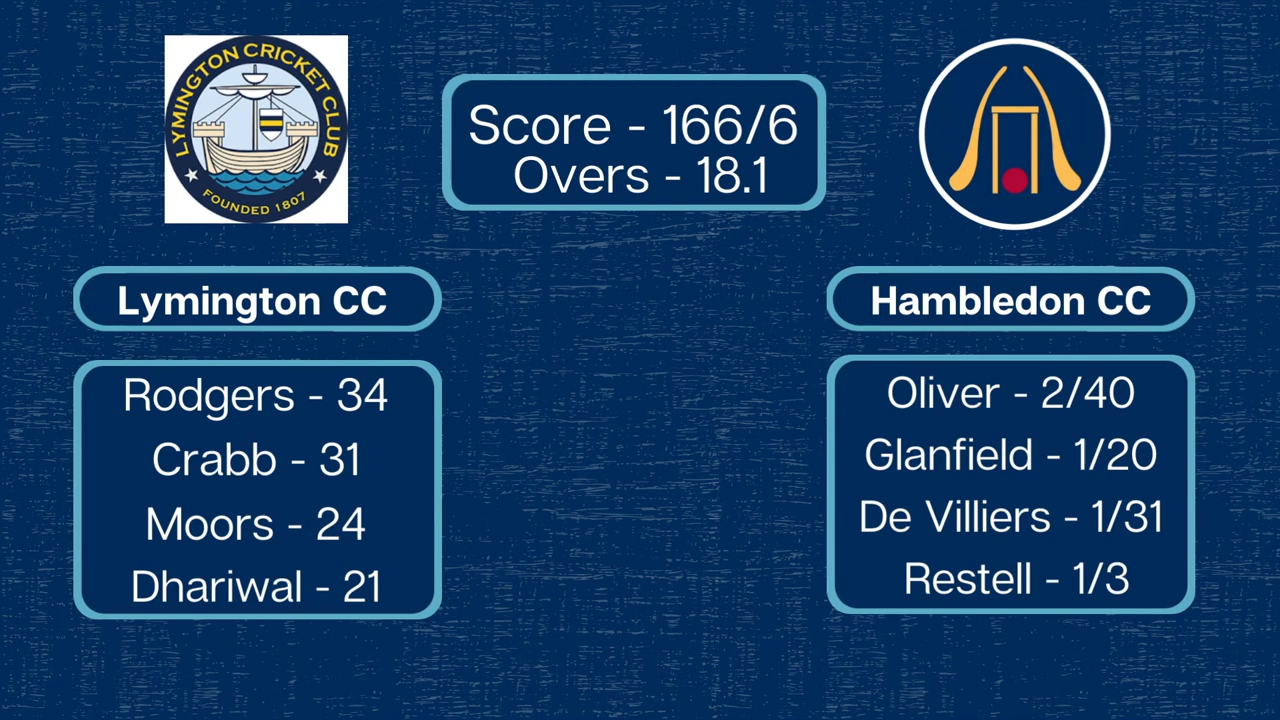 LYMINGTON CRICKET CLUB
FOUNDED 1807
Score - 166/6
Overs - 18.1
Lymington CC
Rodgers - 34
Crabb - 31
Moors - 24
Dhariwal - 21
Hambledon CC
Oliver - 2/40
Glanfield - 1/20
De Villiers - 1/31
Restell - 1/3